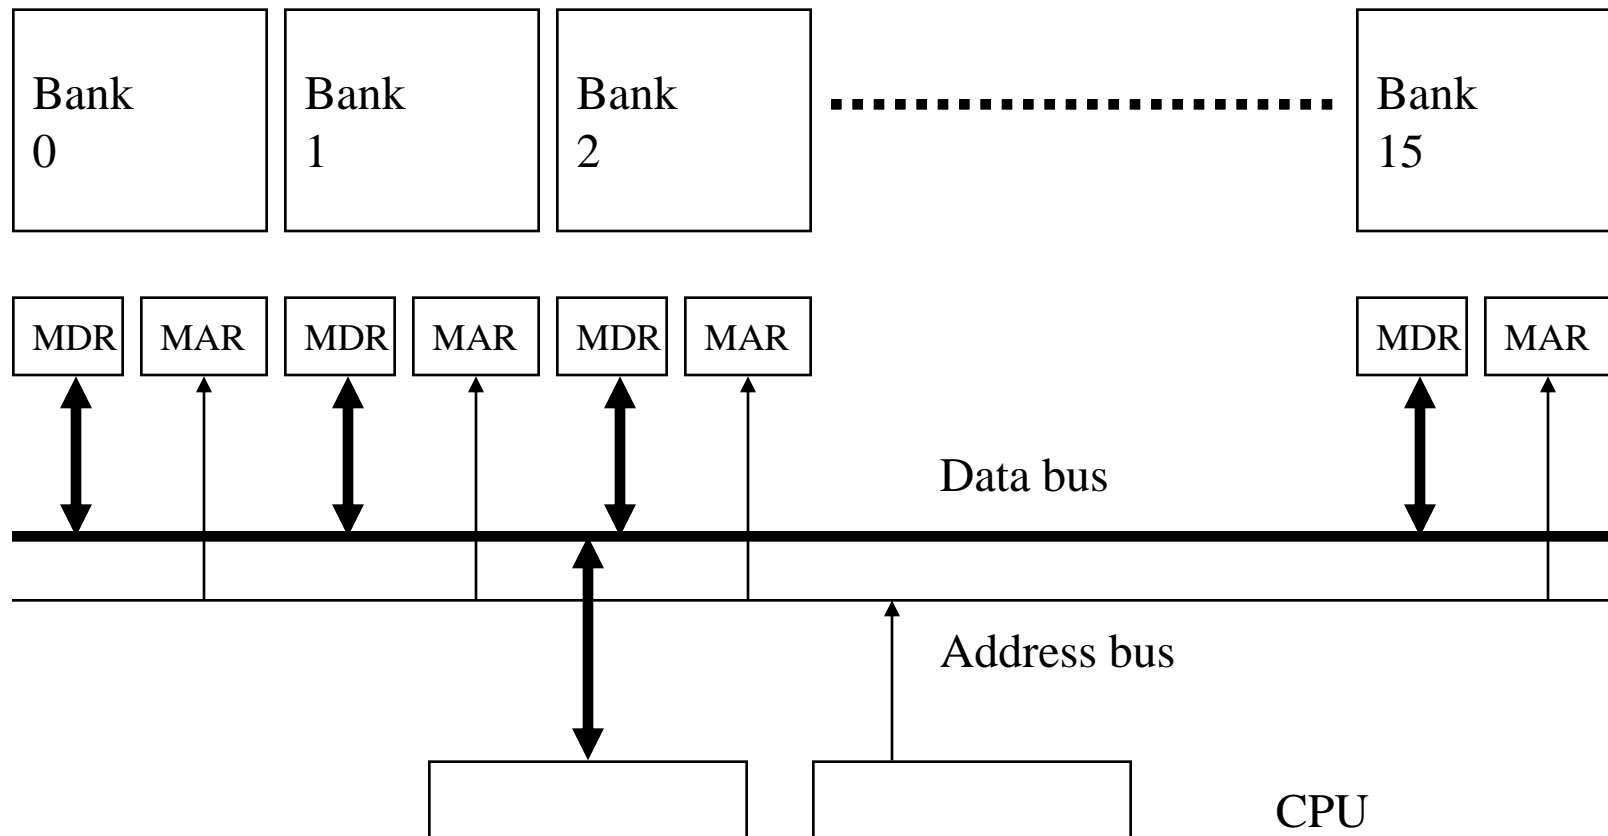 Bank
0
Bank
1
Bank
2
Bank
15
MDR
MAR
MDR
MAR
MDR
MAR
MDR
MAR
Data bus
Address bus
CPU